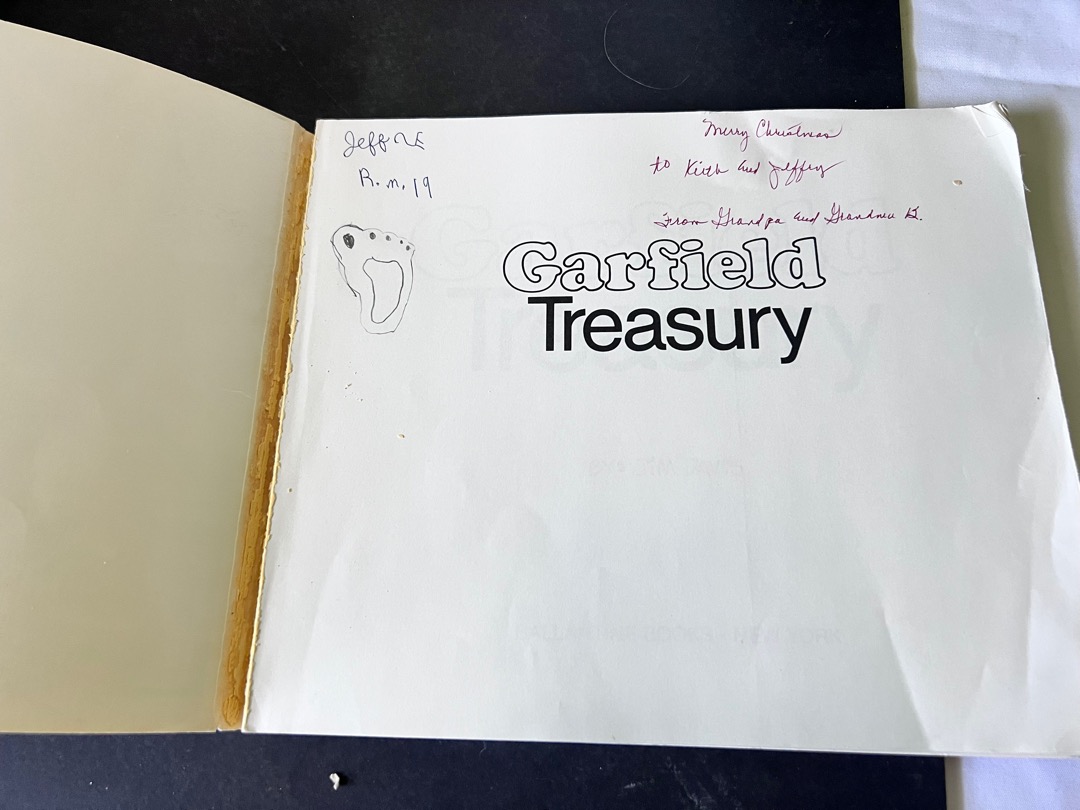 Jeff
R.m. 19
Merry Christmas
to Keith and Jeffrey
From Grandpa and Grandma
Garfield
Treasury